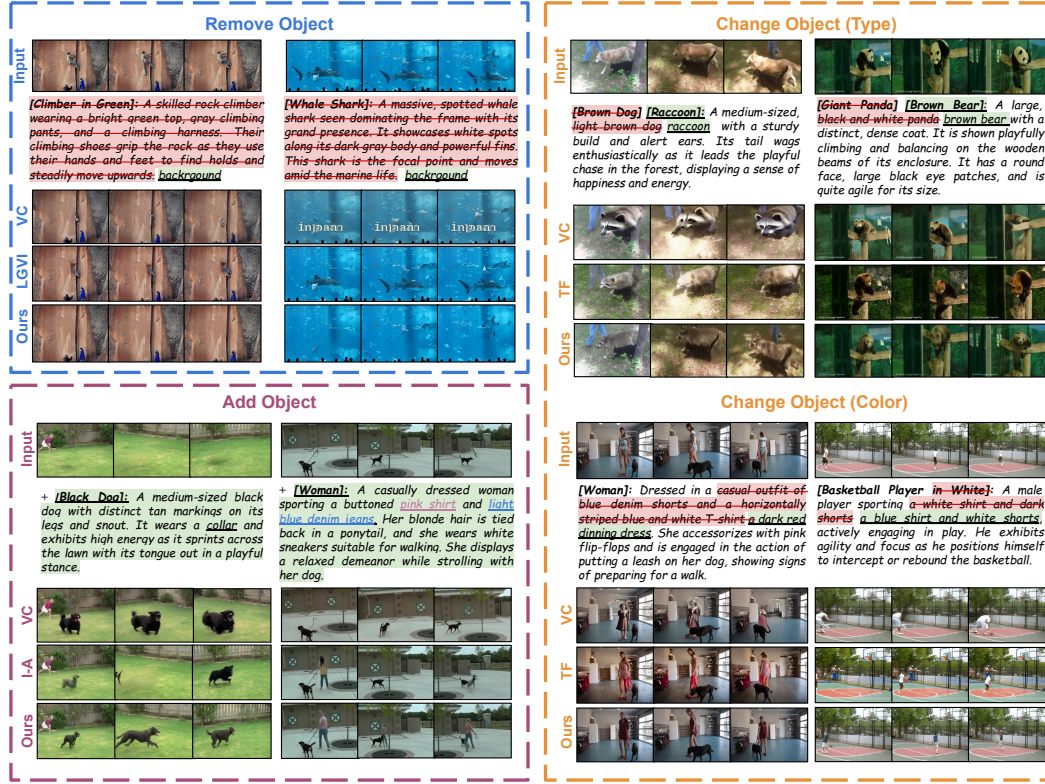 Remove Object
Input
[Climber in Green]: A skilled rock climber
wearing a bright green top, gray climbing
pants, and a climbing harness. Their
climbing shoes grip the rock as they use
their hands and feet to find holds and
steadily move upwards. background
[Whale Shark]: A massive, spotted whale
shark seen dominating the frame with its
grand presence. It showcases white spots
along its dark gray body and powerful fins.
This shark is the focal point and moves
amid the marine life. background
VC
LGVI
Ours
Add Object
Input
+ [Black Dog]: A medium-sized black
dog with distinct tan markings on its
legs and snout. It wears a collar and
exhibits high energy as it sprints across
the lawn with its tongue out in a playful
stance.
+ [Woman]: A casually dressed woman
sporting a buttoned pink shirt and light
blue denim jeans. Her blonde hair is tied
back in a ponytail, and she wears white
sneakers suitable for walking. She displays
a relaxed demeanor while strolling with
her dog.
VC
I-A
Ours
Change Object (Type)
Input
[Brown Dog] [Raccoon]: A medium-sized,
light brown dog raccoon with a sturdy
build and alert ears. Its tail wags
enthusiastically as it leads the playful
chase in the forest, displaying a sense of
happiness and energy.
[Giant Panda] [Brown Bear]: A large,
black and white panda brown bear with a
distinct, dense coat. It is shown playfully
climbing and balancing on the wooden
beams of its enclosure. It has a round
face, large black eye patches, and is
quite agile for its size.
VC
TF
Ours
Change Object (Color)
Input
[Woman]: Dressed in a casual outfit of
blue denim shorts and a horizontally
striped blue and white T-shirt a dark red
dinning dress. She accessorizes with pink
flip-flops and is engaged in the action of
putting a leash on her dog, showing signs
of preparing for a walk.
[Basketball Player in White]: A male
player sporting a white shirt and dark
shorts a blue shirt and white shorts,
actively engaging in play. He exhibits
agility and focus as he positions himself
to intercept or rebound the basketball.
VC
TF
Ours